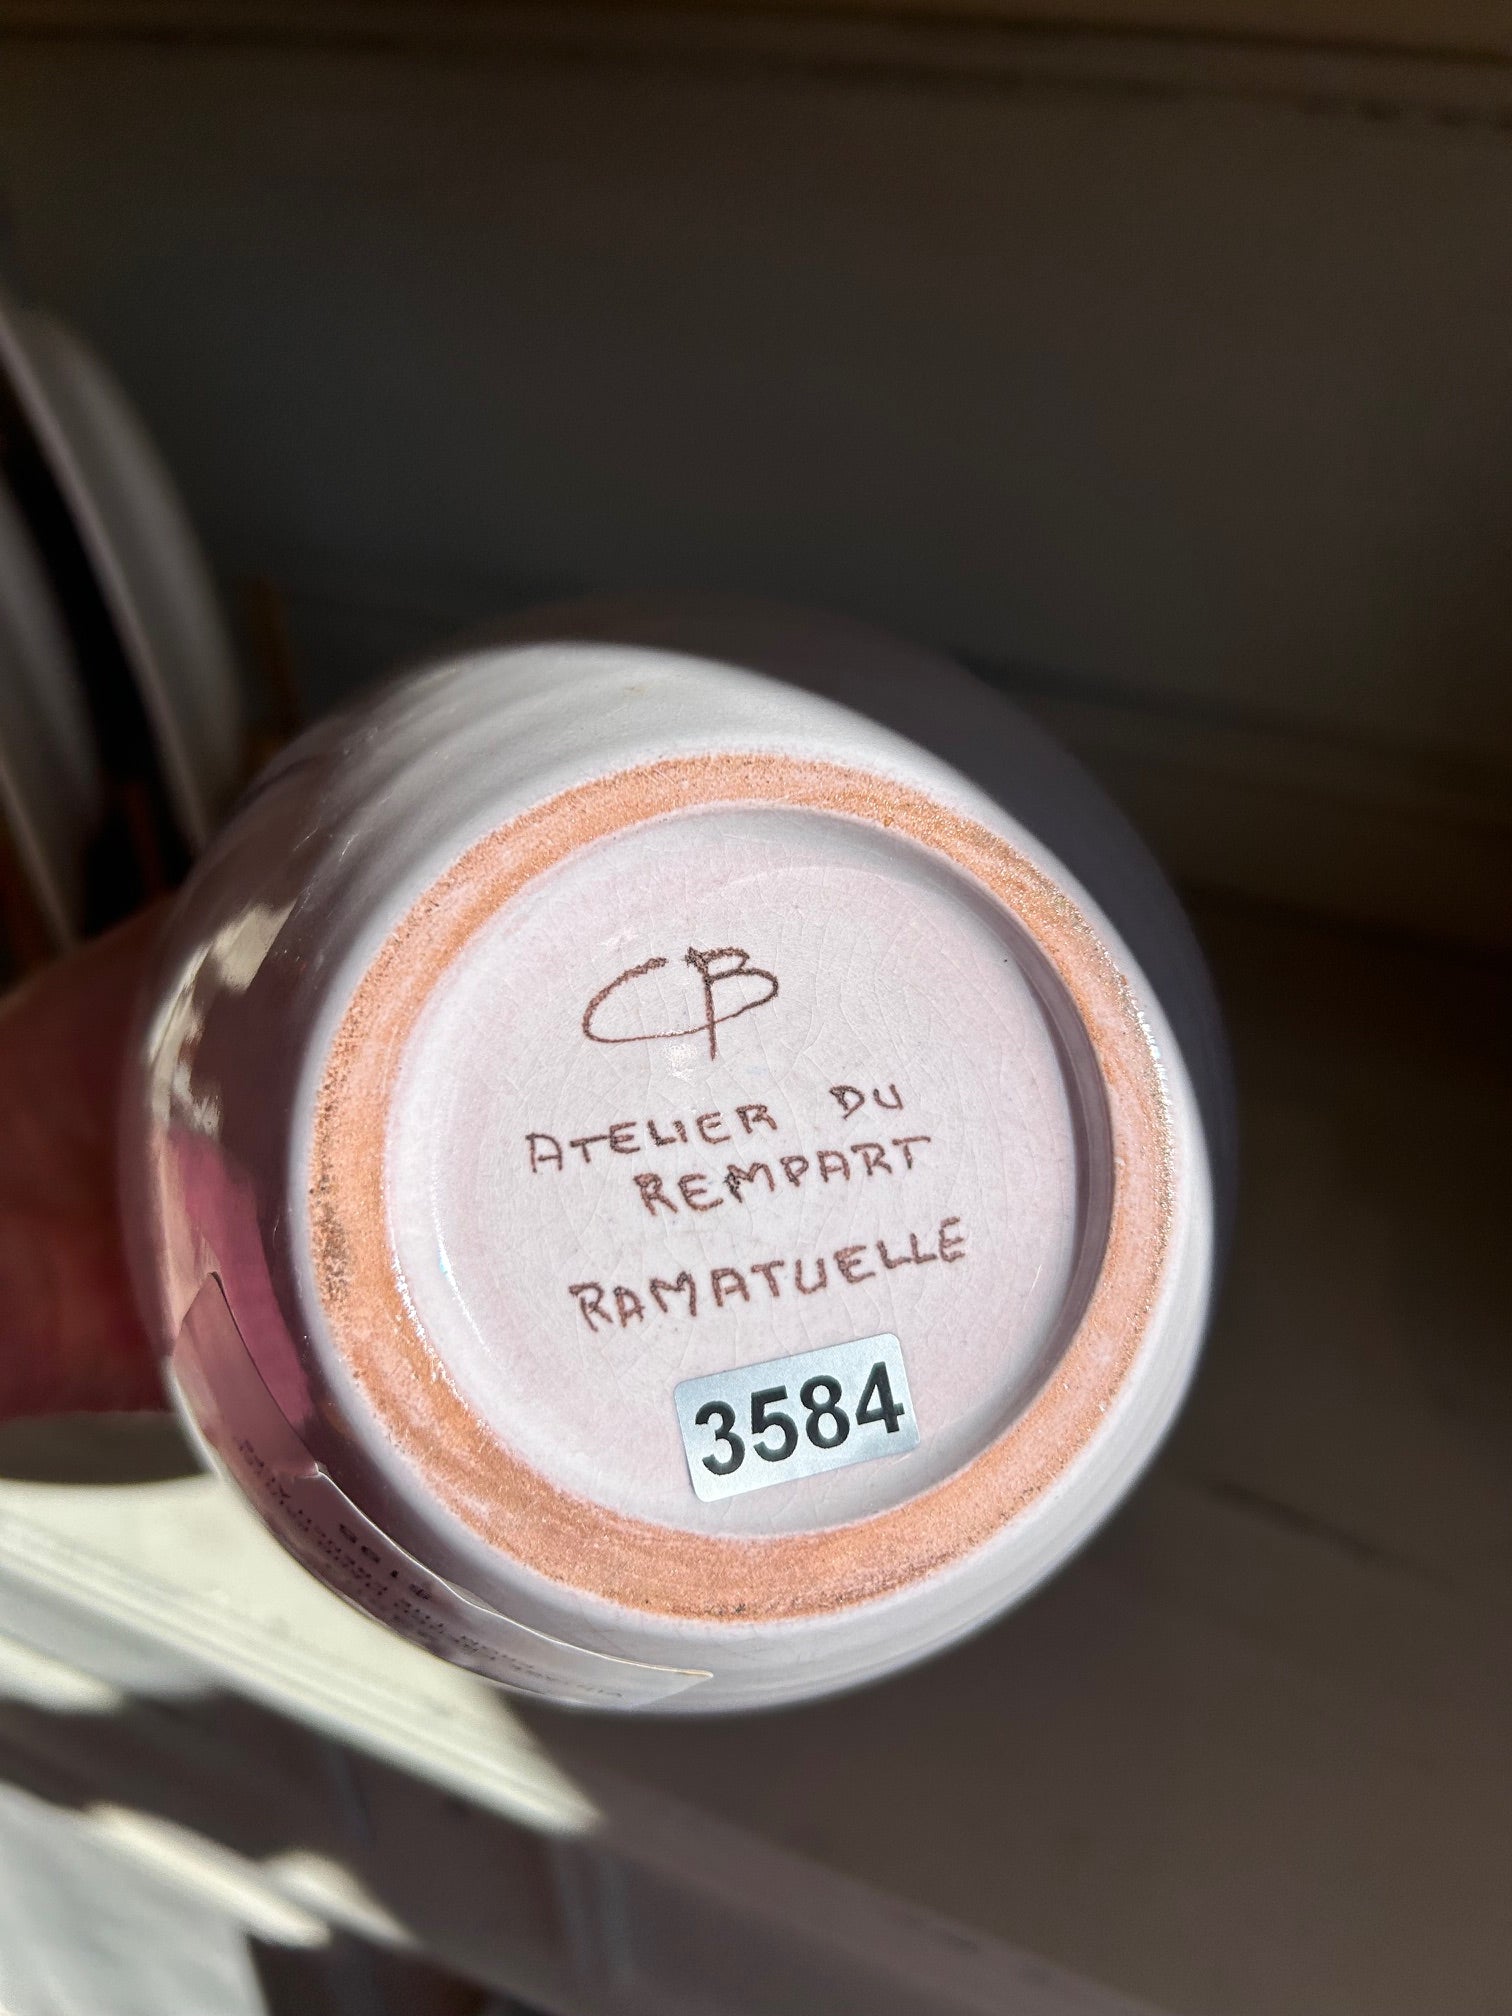 CB
ATELIER DU
REMPART
RAMATUELLE
3584